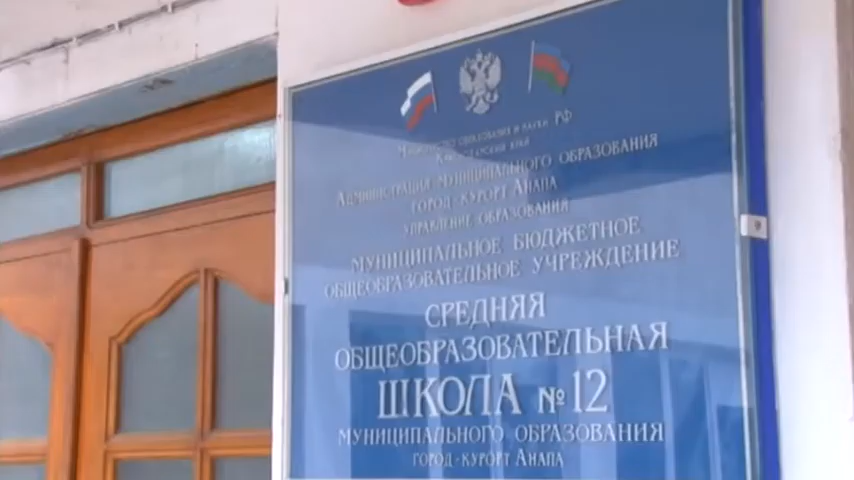 Министерство образования и науки РФ
Краснодарский край
Администрация муниципального образования
город-курорт Анапа
управление образования
МУНИЦИПАЛЬНОЕ БЮДЖЕТНОЕ
ОБЩЕОБРАЗОВАТЕЛЬНОЕ УЧРЕЖДЕНИЕ
СРЕДНЯЯ
ОБЩЕОБРАЗОВАТЕЛЬНАЯ
ШКОЛА №12
МУНИЦИПАЛЬНОГО ОБРАЗОВАНИЯ
ГОРОД-КУРОРТ АНАПА